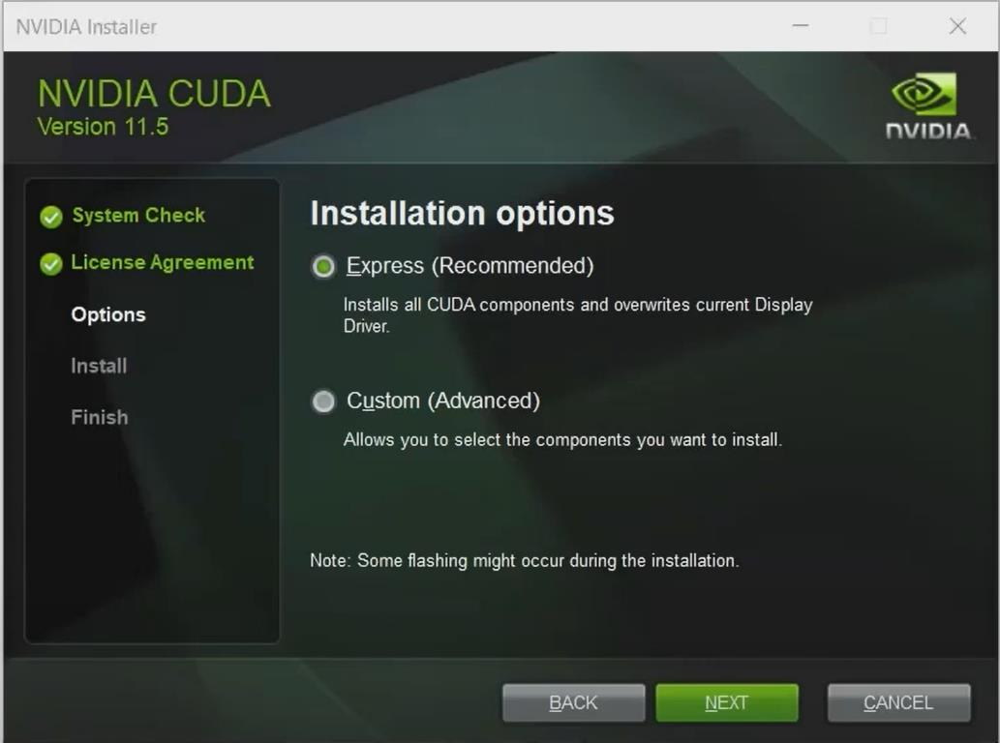 NVIDIA Installer
NVIDIA CUDA
Version 11.5
NVIDIA
System Check
License Agreement
Options
Install
Finish
Installation options
Express (Recommended)
Installs all CUDA components and overwrites current Display
Driver.
Custom (Advanced)
Allows you to select the components you want to install.
Note: Some flashing might occur during the installation.
BACK
NEXT
CANCEL